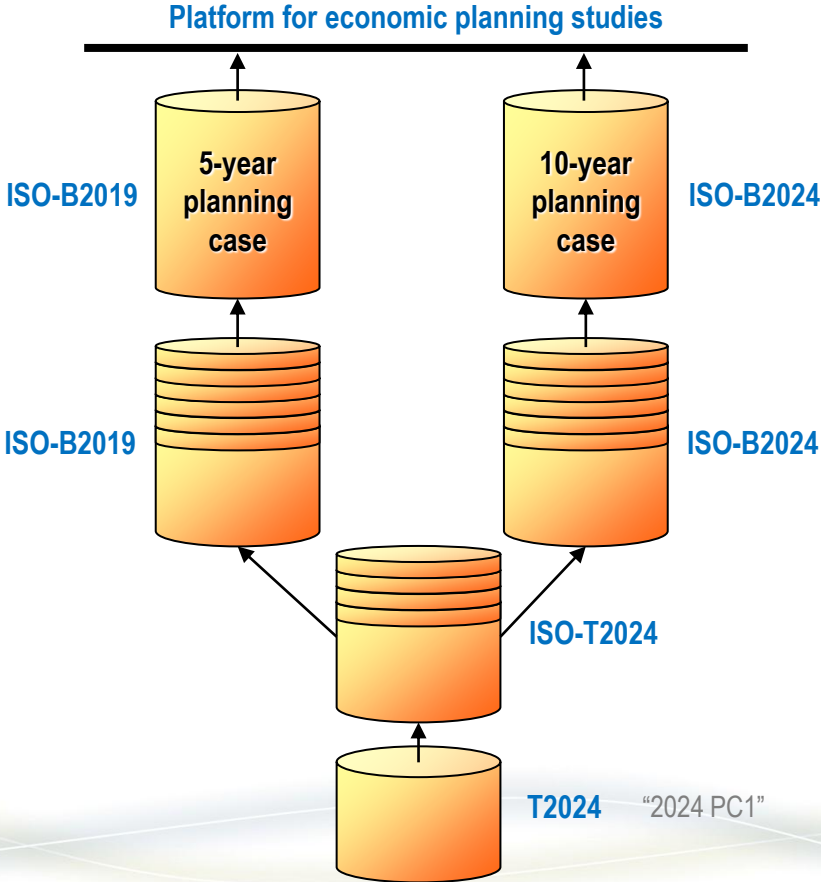 Platform for economic planning studies
ISO-B2019
5-year
planning
case
10-year
planning
case
ISO-B2024
ISO-B2019
ISO-B2024
ISO-T2024
T2024 “2024 PC1”